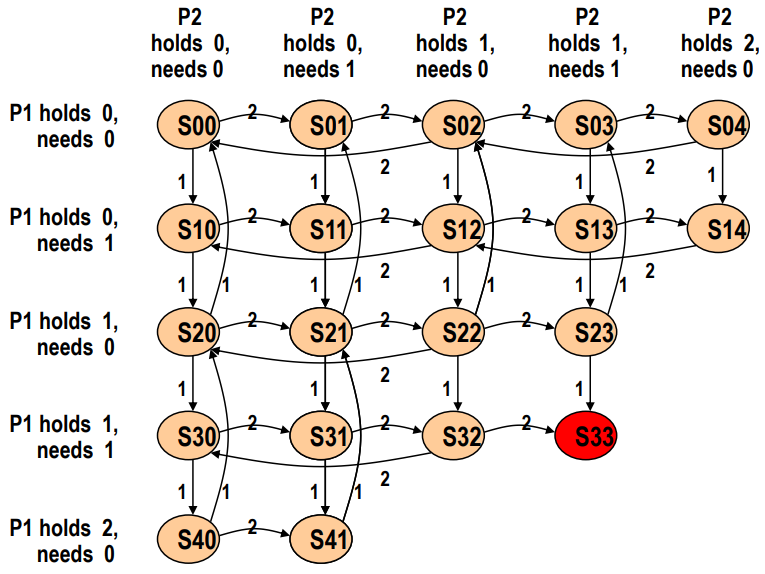 P2 P2 P2 P2 P2
holds 0, holds 0, holds 1, holds 1, holds 2,
needs 0 needs 1 needs 0 needs 1 needs 0
P1 holds 0,
needs 0
S00 2 S01 2 S02 2 S03 2 S04
2 2
1 1 1 1 1
P1 holds 0,
needs 1
S10 2 S11 2 S12 2 S13 2 S14
2 2
1 1 1 1 1 1 1 1
P1 holds 1,
needs 0
S20 2 S21 2 S22 2 S23
2
1 1 1 1
P1 holds 1,
needs 1
S30 2 S31 2 S32 2 S33
2
1 1 1 1
P1 holds 2,
needs 0
S40 2 S41